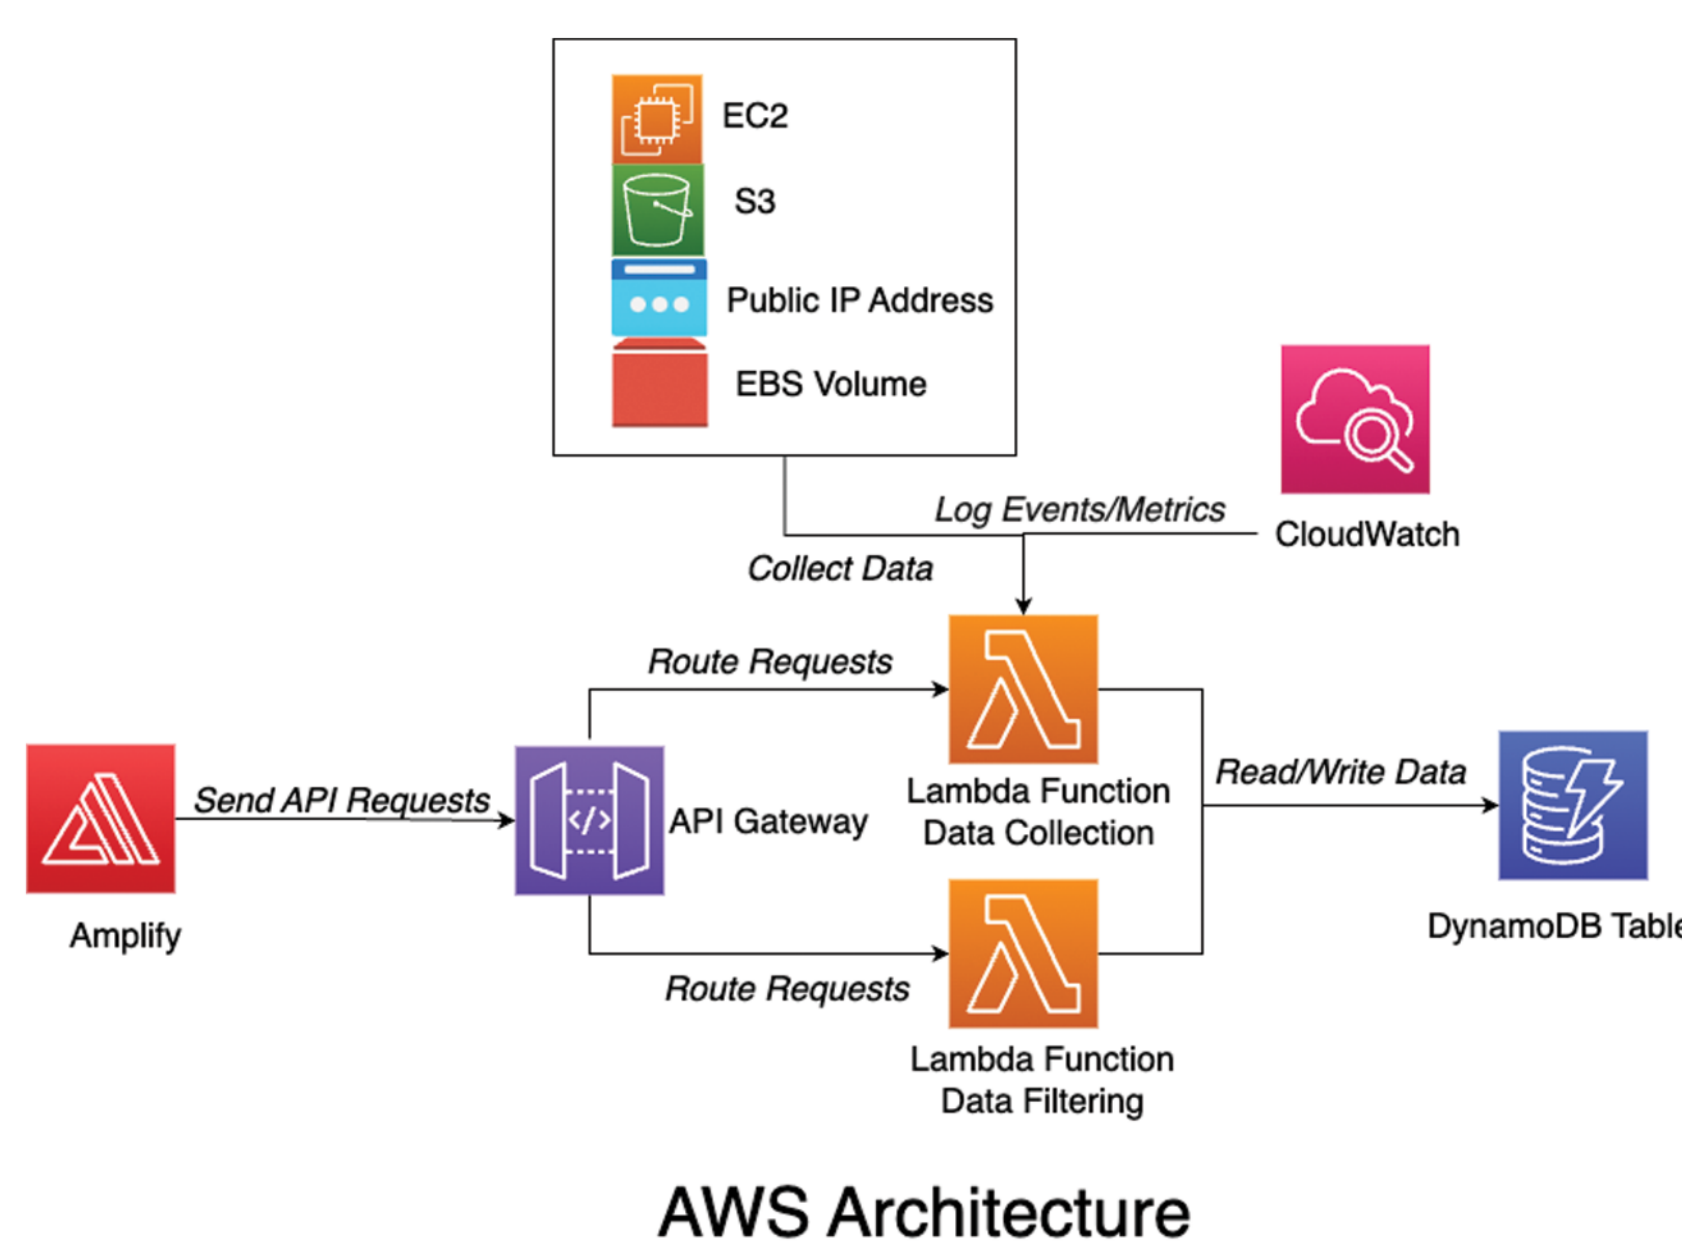 EC2
S3
Public IP Address
EBS Volume
Log Events/Metrics
CloudWatch
Collect Data
Route Requests
Send API Requests
</>
API Gateway
Lambda Function
Data Collection
Read/Write Data
Amplify
DynamoDB Table
Route Requests
Lambda Function
Data Filtering
AWS Architecture